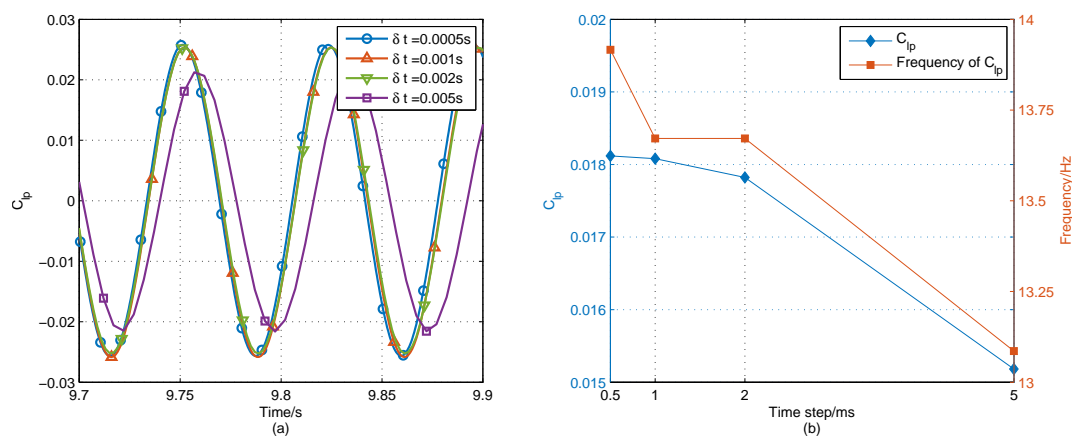 0.03
0.02
0.01
0
−0.01
−0.02
−0.03
C_lp
9.7
9.75
9.8
9.85
9.9
Time/s
(a)
δ t =0.0005s
δ t =0.001s
δ t =0.002s
δ t =0.005s
0.02
0.019
0.018
0.017
0.016
0.015
C_lp
0.5
1
2
5
Time step/ms
(b)
C_lp
Frequency of C_lp
14
13.75
13.5
13.25
13
Frequency/Hz